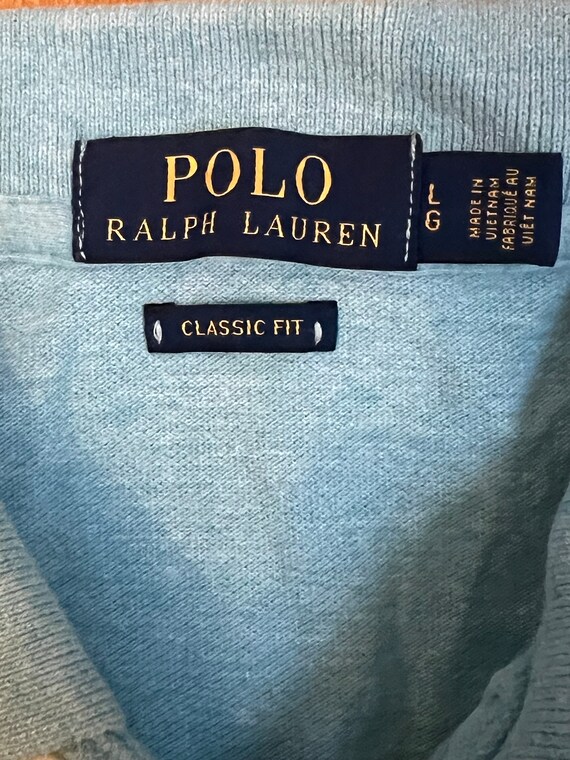 POLO
RALPH LAUREN
L
G
MADE IN
VIETNAM
FABRIQUÉ AU
VIÊT NAM
CLASSIC FIT